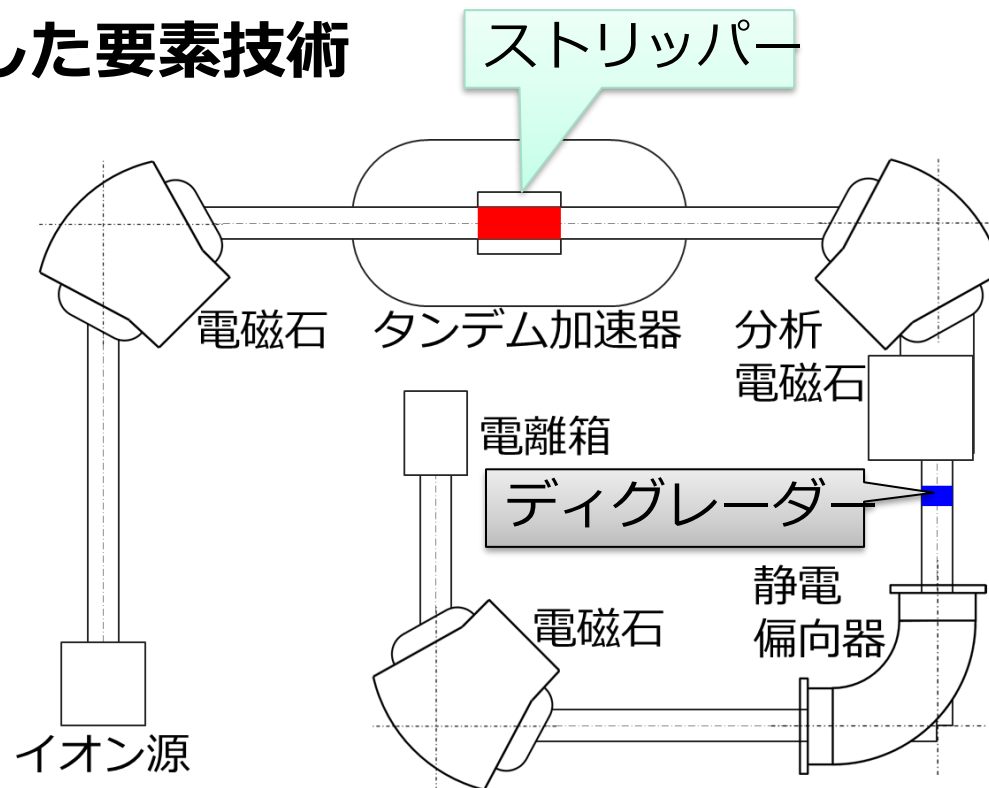 した要素技術
ストリッパー
電磁石
タンデム加速器
分析
電磁石
電離箱
ディグレーダー
静電
偏向器
電磁石
イオン源